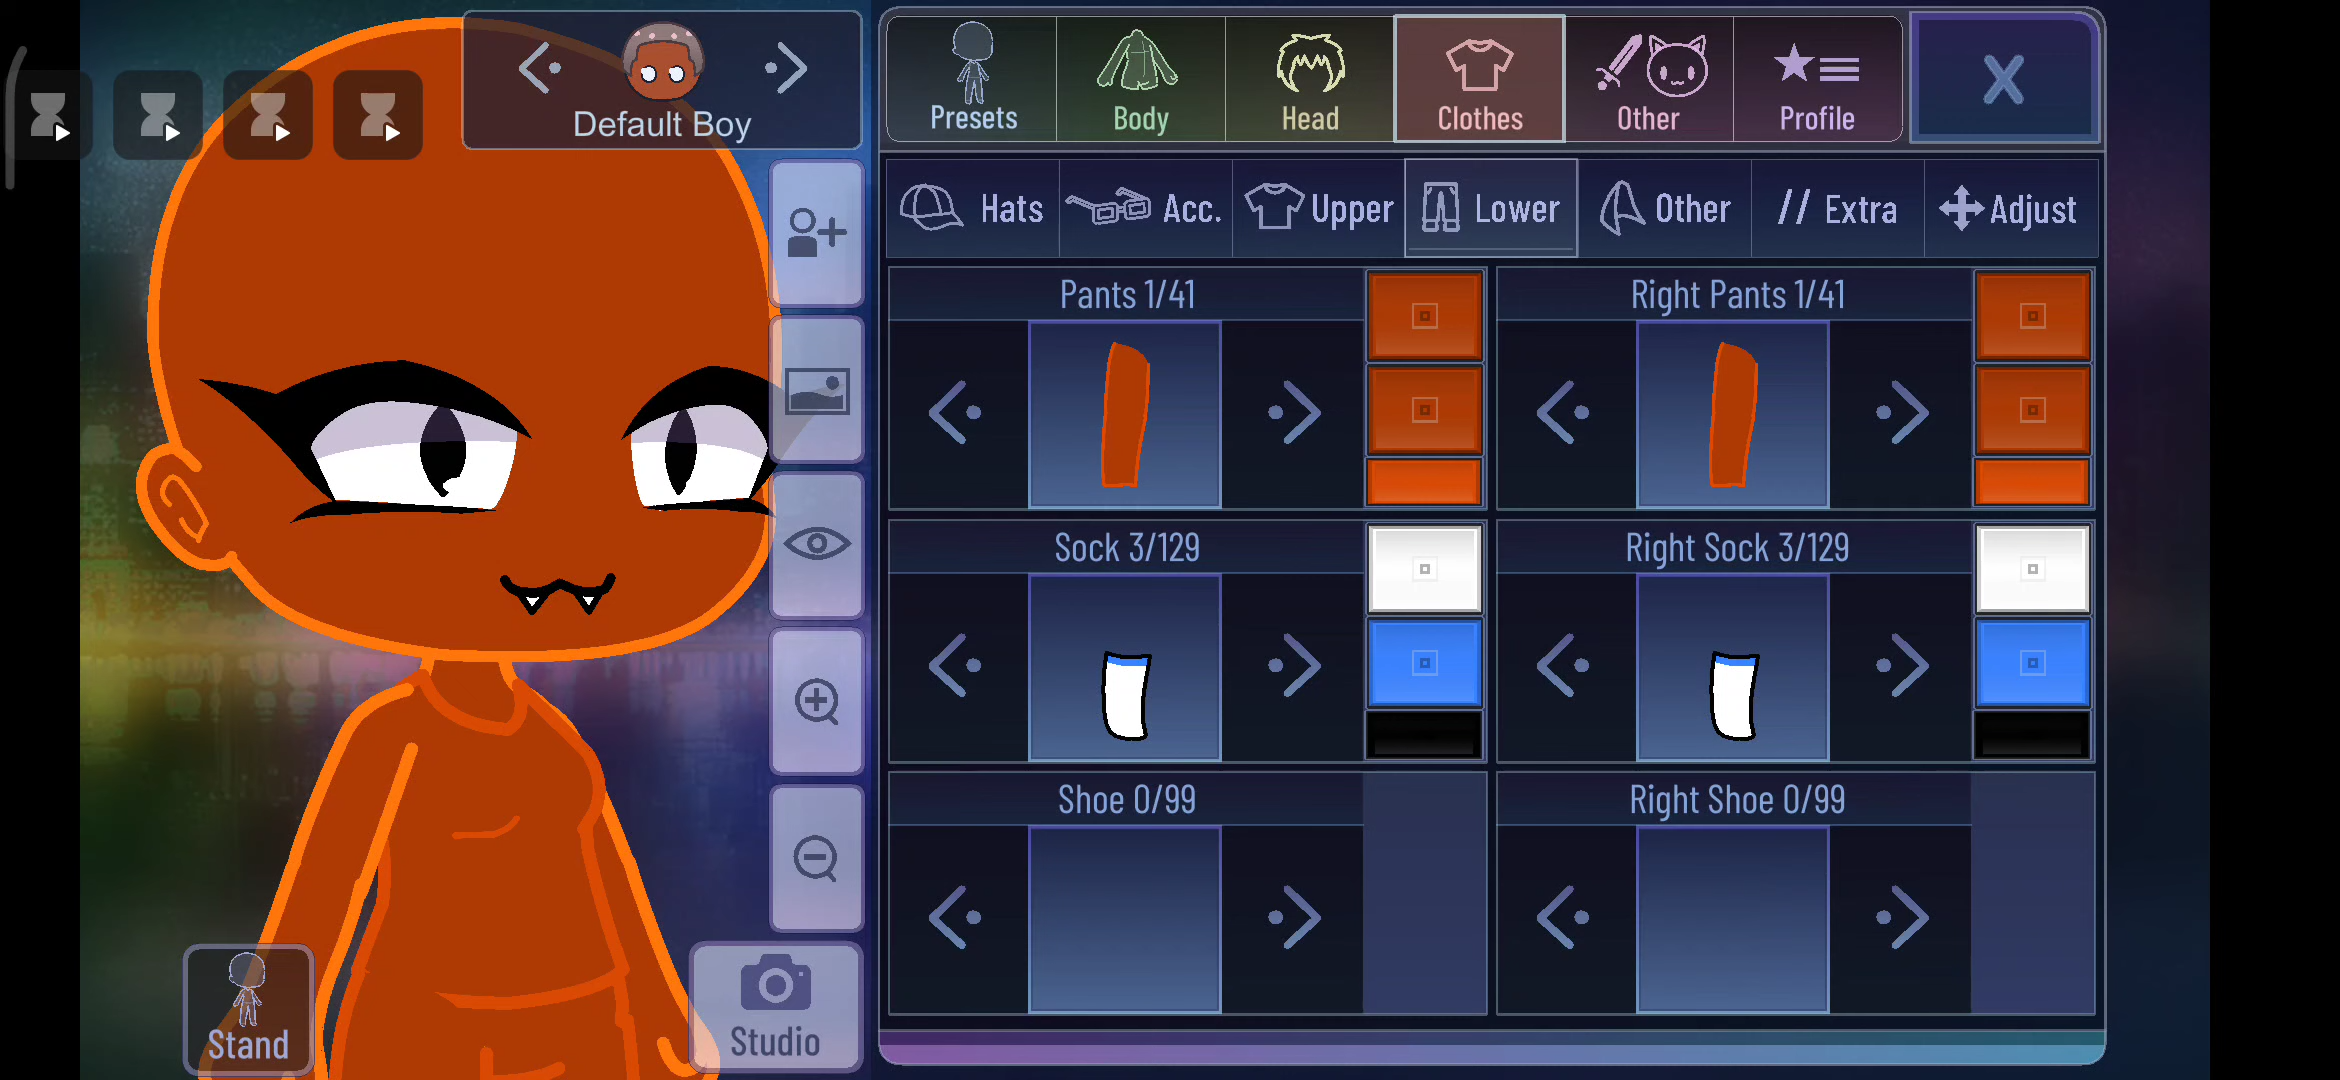 Default Boy
Presets
Body
Head
Clothes
Other
Profile
X
Hats
Acc.
Upper
Lower
Other
// Extra
Adjust
Pants 1/41
Right Pants 1/41
Sock 3/129
Right Sock 3/129
Shoe 0/99
Right Shoe 0/99
Stand
Studio